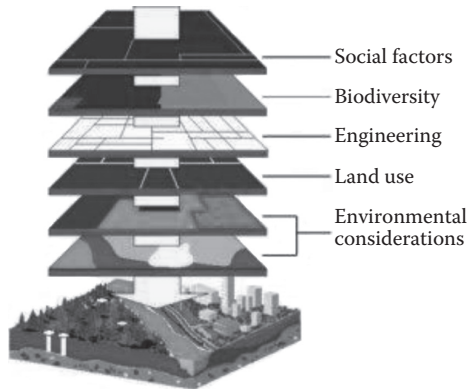 Social factors
Biodiversity
Engineering
Land use
Environmental
considerations